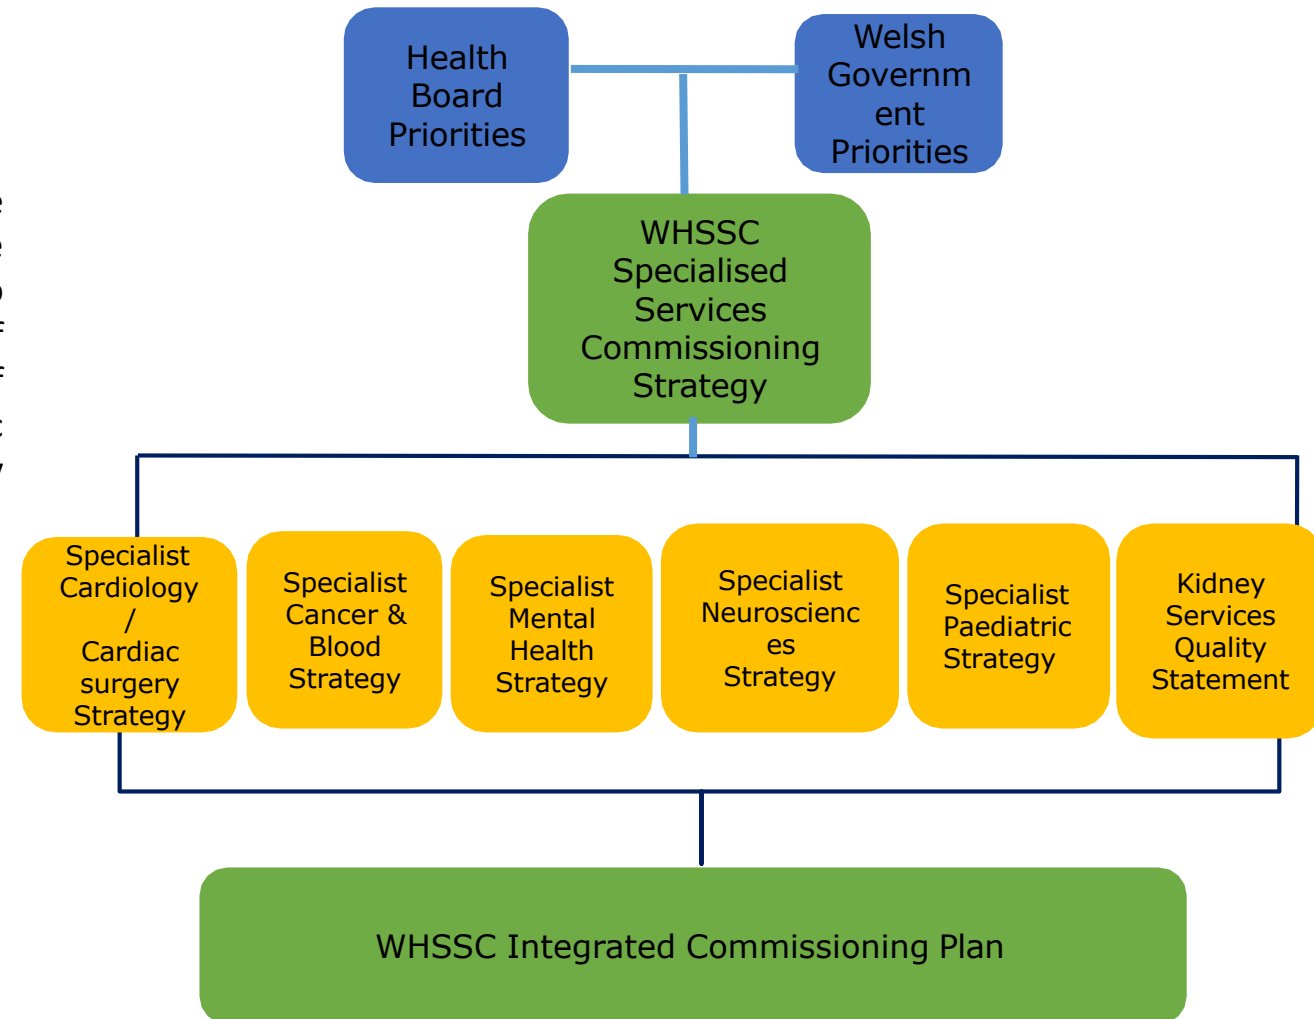 Health
Board
Priorities
Welsh
Governm
ent
Priorities
WHSSC
Specialised
Services
Commissioning
Strategy
Specialist
Cardiology
/
Cardiac
surgery
Strategy
Specialist
Cancer &
Blood
Strategy
Specialist
Mental
Health
Strategy
Specialist
Neuroscienc
es
Strategy
Specialist
Paediatric
Strategy
Kidney
Services
Quality
Statement
WHSSC Integrated Commissioning Plan